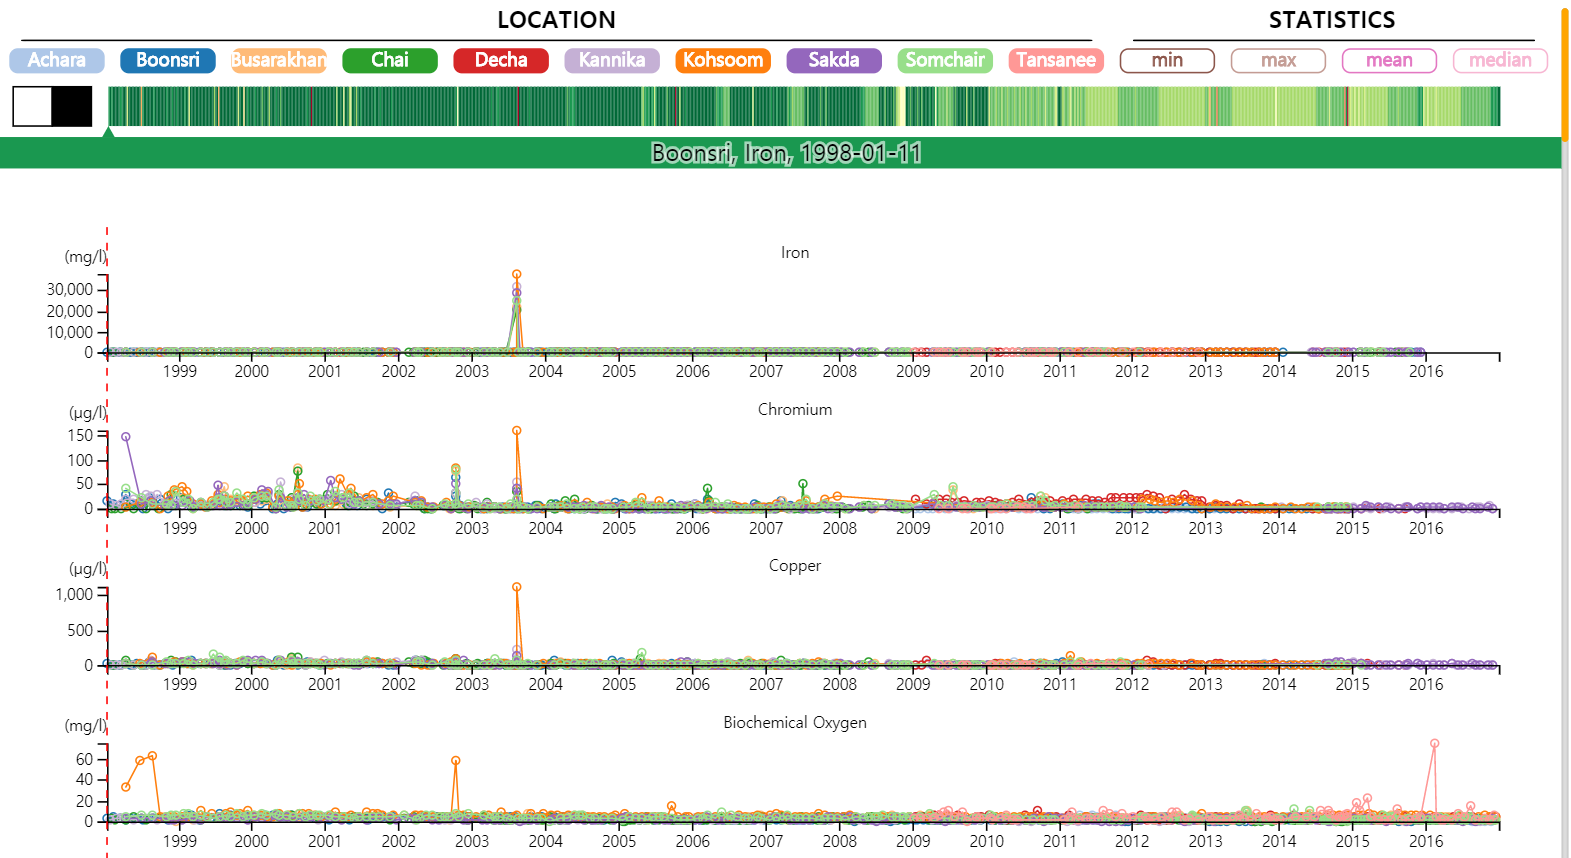 LOCATION STATISTICS
Achara Boonsri Busarakhan Chai Decha Kannika Kohsoom Sakda Somchair Tansanee min max mean median
Boonsri, Iron, 1998-01-11
Iron
(mg/l)
30,000
20,000
10,000
0
1999 2000 2001 2002 2003 2004 2005 2006 2007 2008 2009 2010 2011 2012 2013 2014 2015 2016
Chromium
(µg/l)
150
100
50
0
1999 2000 2001 2002 2003 2004 2005 2006 2007 2008 2009 2010 2011 2012 2013 2014 2015 2016
Copper
(µg/l)
1,000
500
0
1999 2000 2001 2002 2003 2004 2005 2006 2007 2008 2009 2010 2011 2012 2013 2014 2015 2016
Biochemical Oxygen
(mg/l)
60
40
20
0
1999 2000 2001 2002 2003 2004 2005 2006 2007 2008 2009 2010 2011 2012 2013 2014 2015 2016